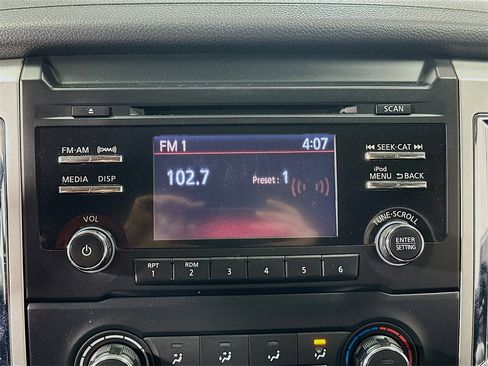 SCAN
FM 1 4:07
102.7 Preset: 1
FM·AM
MEDIA DISP
VOL
SEEK·CAT
iPod
MENU BACK
TUNE·SCROLL
ENTER
SETTING
RPT RDM
1 2 3 4 5 6